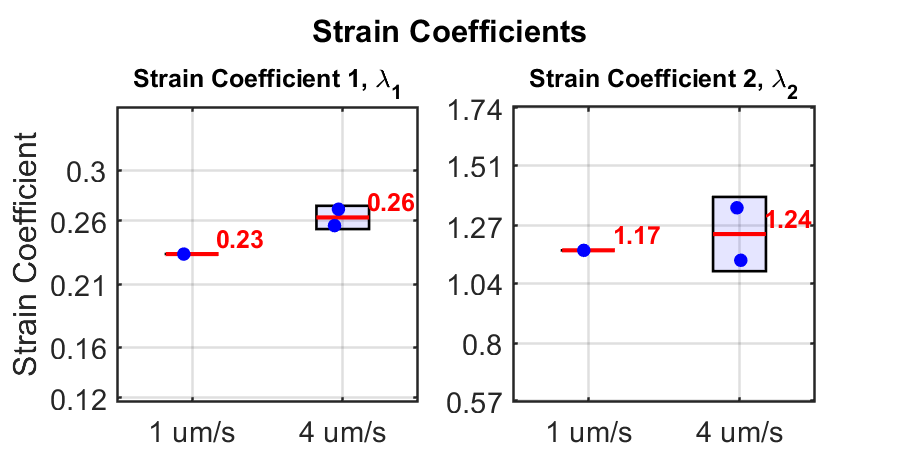 Strain Coefficients
Strain Coefficient 1, λ1
Strain Coefficient
0.3
0.26
0.21
0.16
0.12
0.23
0.26
1 um/s
4 um/s
Strain Coefficient 2, λ2
1.74
1.51
1.27
1.04
0.8
0.57
1.17
1.24
1 um/s
4 um/s